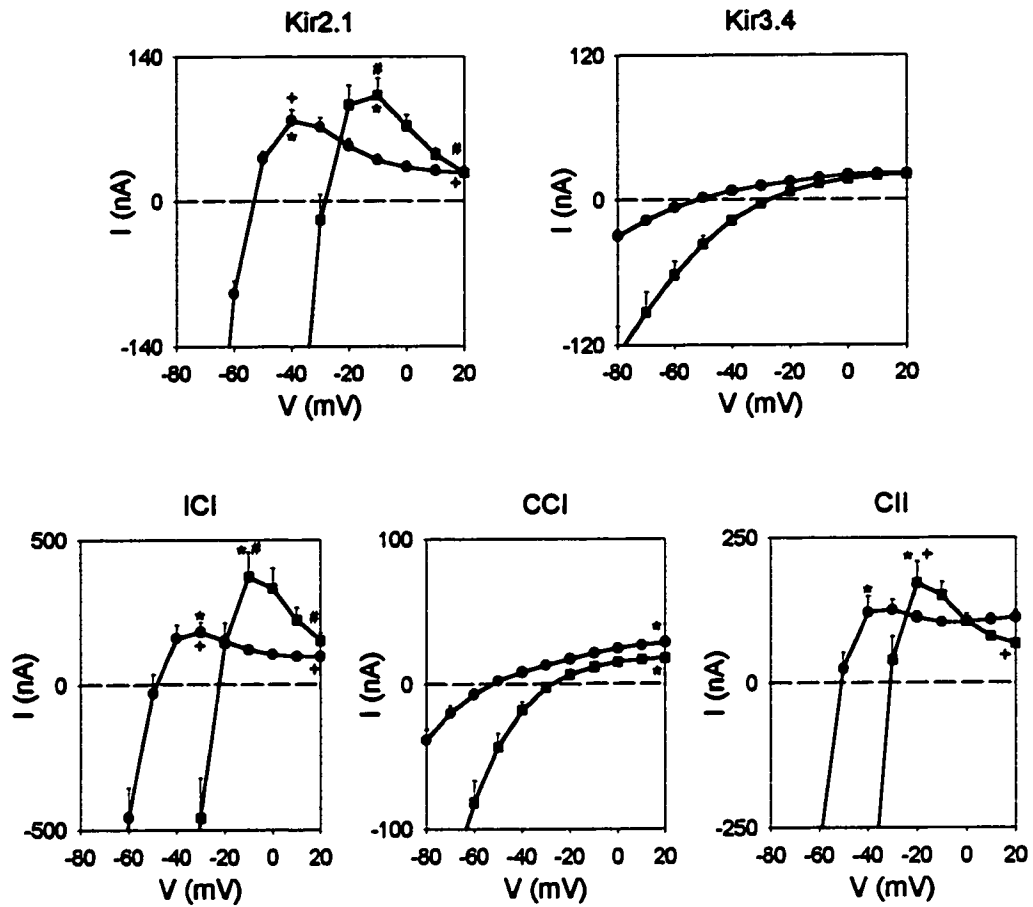 Kir2.1
Kir3.4
140
0
-140
I (nA)
+
*
#
*
#
+
-80 -60 -40 -20 0 20
V (mV)
120
0
-120
I (nA)
-80 -60 -40 -20 0 20
V (mV)
ICI
CCI
CII
500
0
-500
I (nA)
*
+
*,#
#
+
-80 -60 -40 -20 0 20
V (mV)
100
0
-100
I (nA)
*
*
-80 -60 -40 -20 0 20
V (mV)
250
0
-250
I (nA)
*
* +
+
-80 -60 -40 -20 0 20
V (mV)